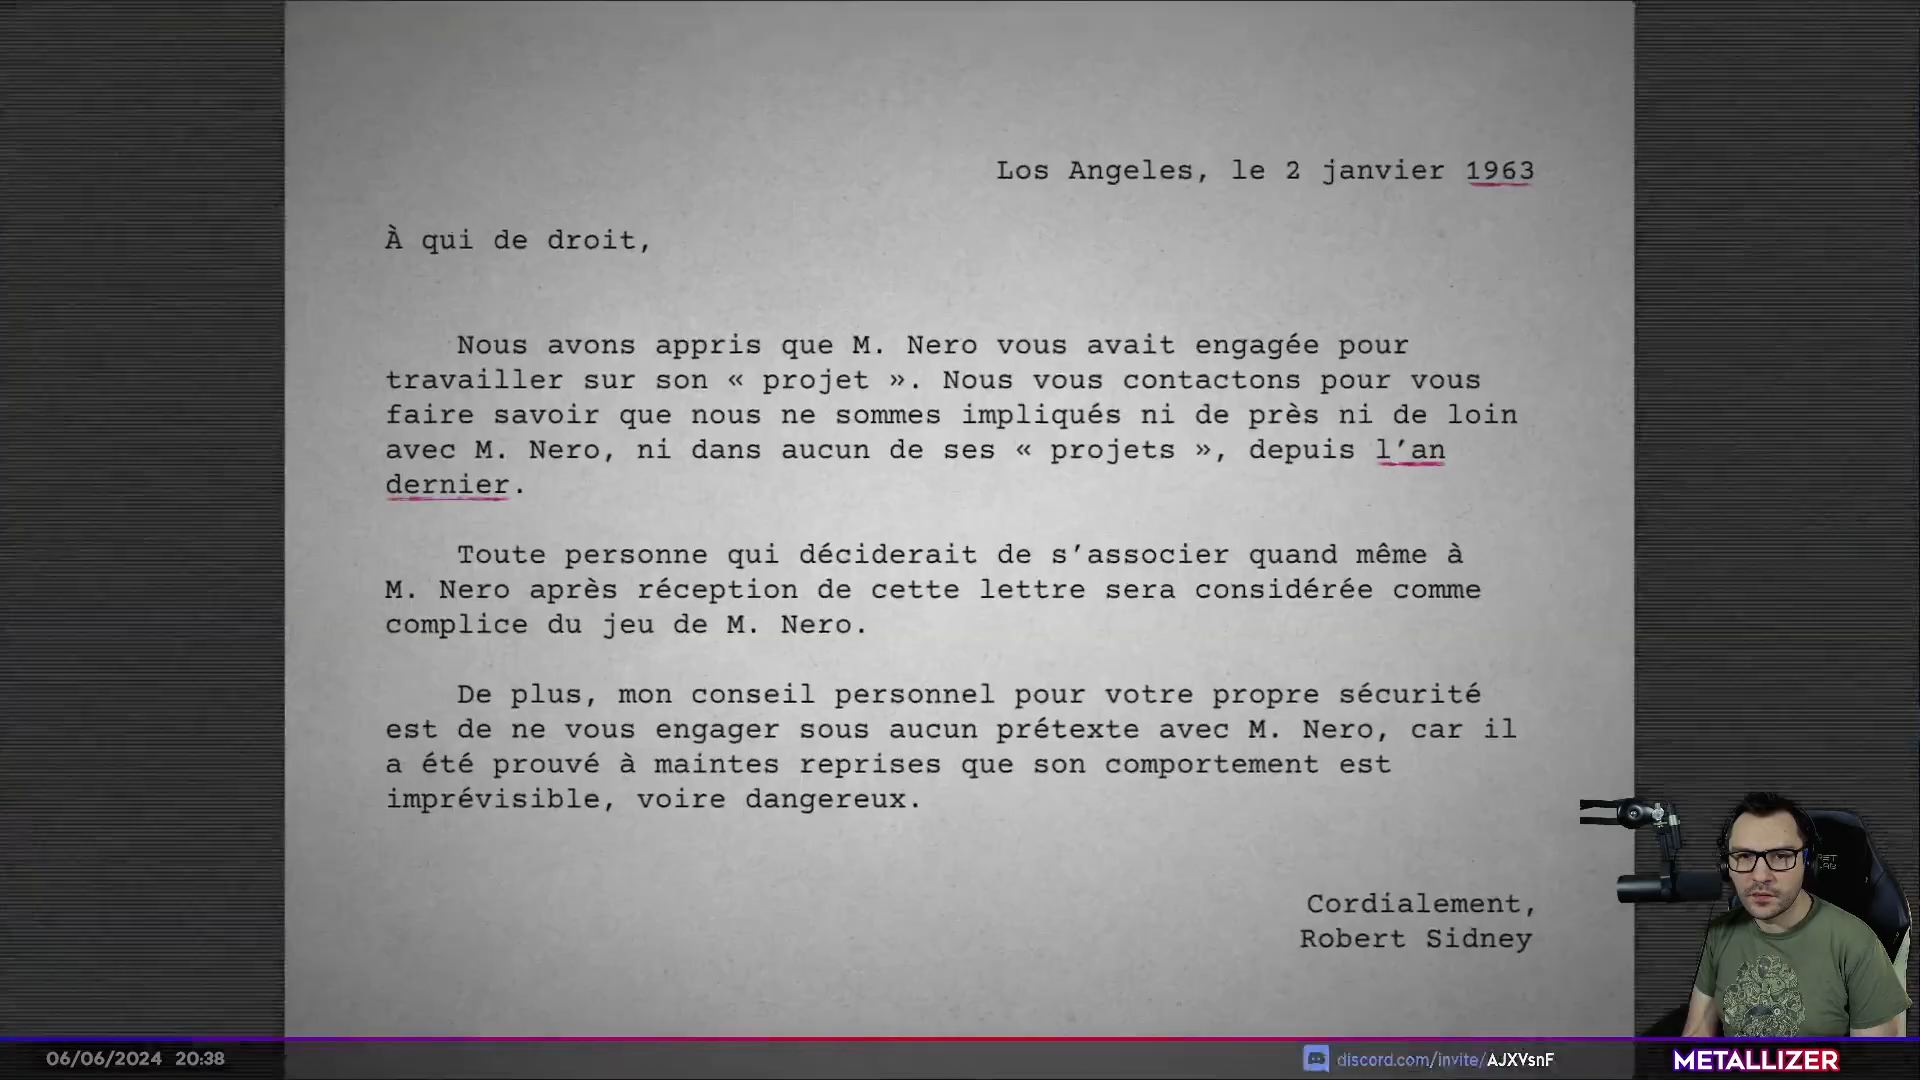 Los Angeles, le 2 janvier 1963
À qui de droit,
Nous avons appris que M. Nero vous avait engagée pour
travailler sur son « projet ». Nous vous contactons pour vous
faire savoir que nous ne sommes impliqués ni de près ni de loin
avec M. Nero, ni dans aucun de ses « projets », depuis l’an
dernier.
Toute personne qui déciderait de s’associer quand même à
M. Nero après réception de cette lettre sera considérée comme
complice du jeu de M. Nero.
De plus, mon conseil personnel pour votre propre sécurité
est de ne vous engager sous aucun prétexte avec M. Nero, car il
a été prouvé à maintes reprises que son comportement est
imprévisible, voire dangereux.
Cordialement,
Robert Sidney
06/06/2024 20:38
discord.com/invite/AJXVsnF
METALLIZER